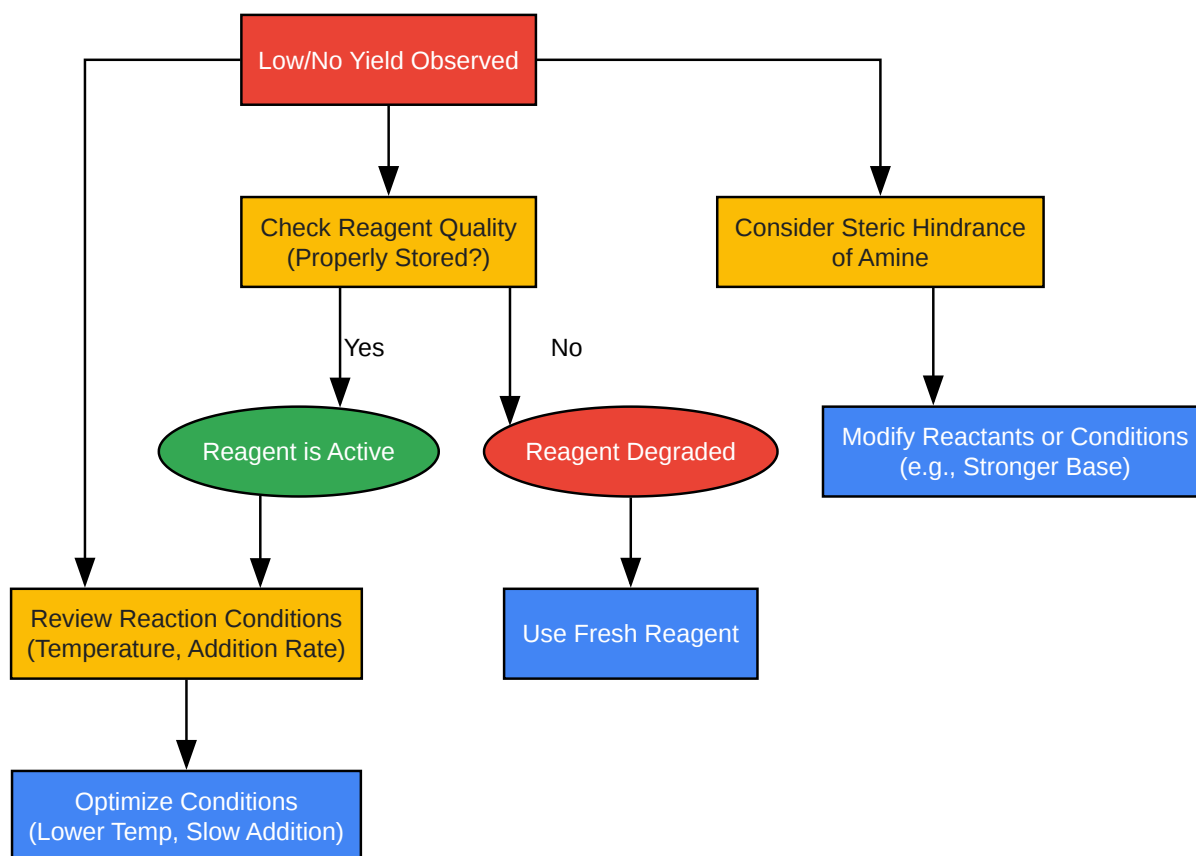 Low/No Yield Observed
Check Reagent Quality
(Properly Stored?)
Consider Steric Hindrance
of Amine
Yes
No
Reagent is Active
Reagent Degraded
Modify Reactants or Conditions
(e.g., Stronger Base)
Review Reaction Conditions
(Temperature, Addition Rate)
Use Fresh Reagent
Optimize Conditions
(Lower Temp, Slow Addition)